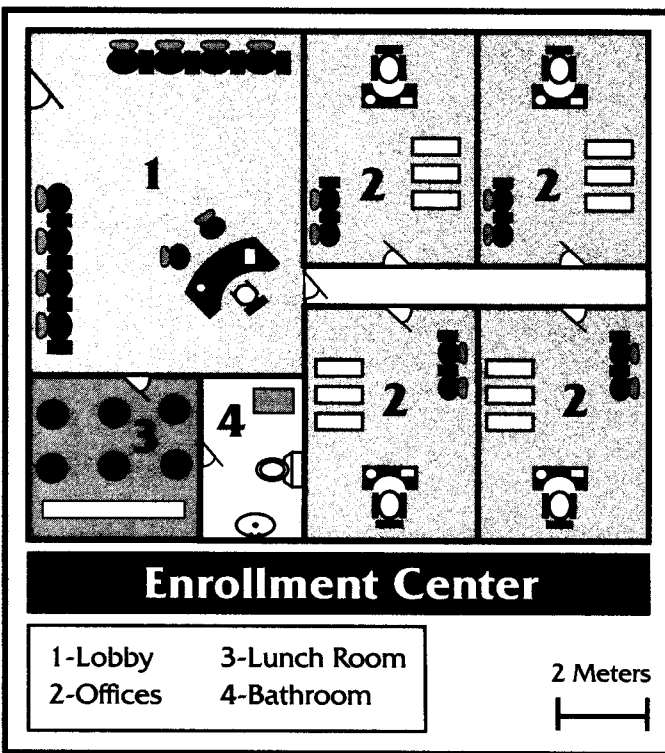 1
2
2
3
4
2
2
Enrollment Center
1-Lobby
3-Lunch Room
2-Offices
4-Bathroom
2 Meters